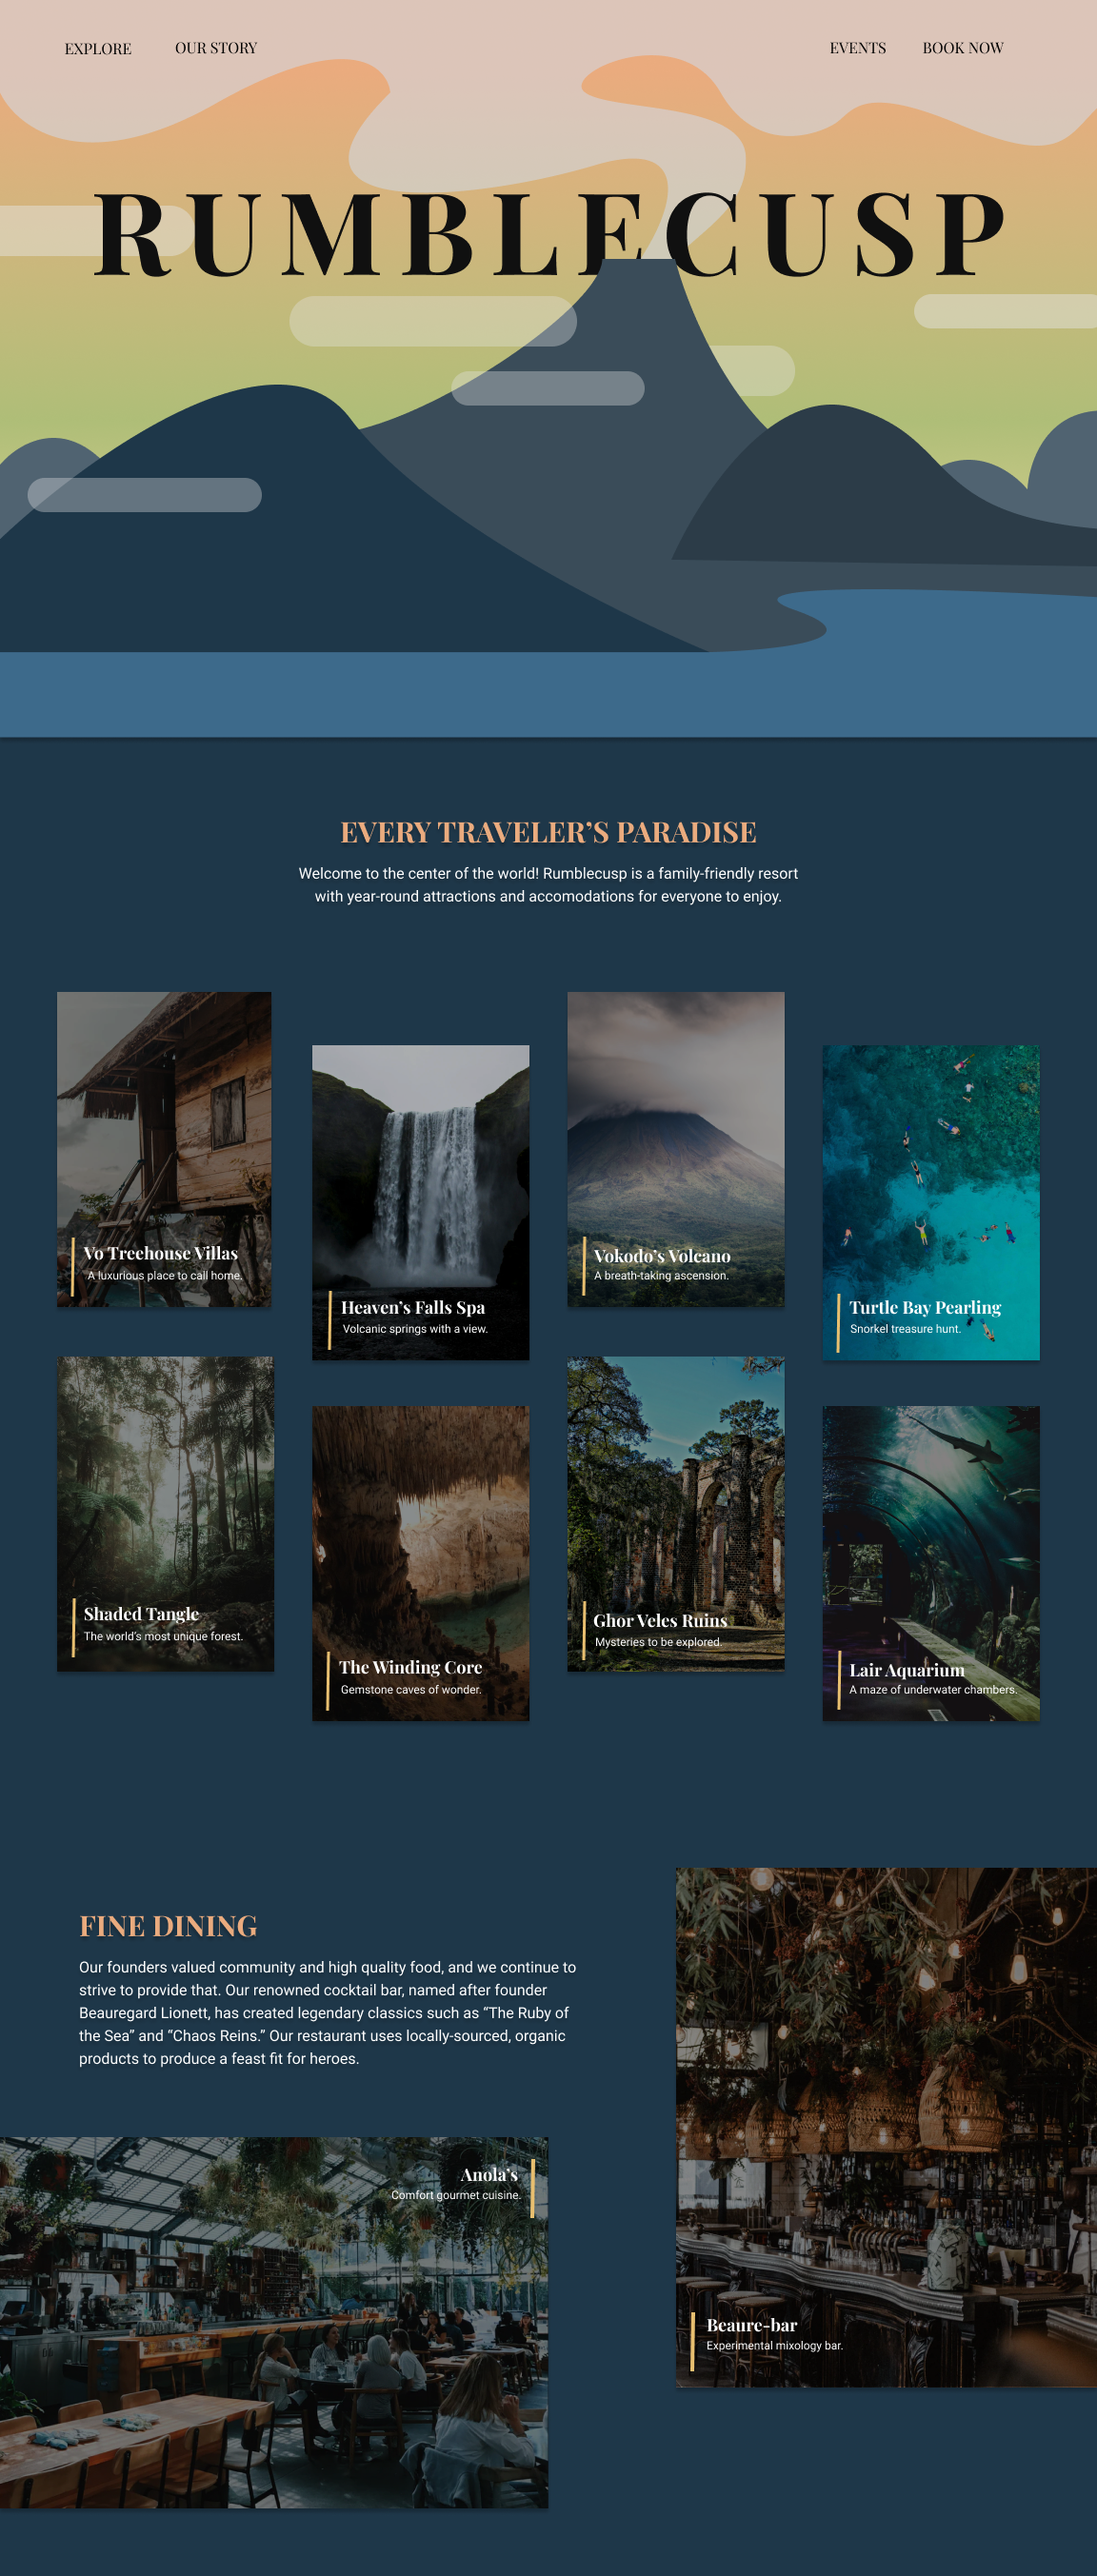 EXPLORE
OUR STORY
EVENTS
BOOK NOW
RUMBLECUSP
EVERY TRAVELER’S PARADISE
Welcome to the center of the world! Rumblecusp is a family-friendly resort
with year-round attractions and accomodations for everyone to enjoy.
Vo Treehouse Villas
A luxurious place to call home.
Heaven’s Falls Spa
Volcanic springs with a view.
Vokodo’s Volcano
A breath-taking ascension.
Turtle Bay Pearling
Snorkel treasure hunt.
Shaded Tangle
The world’s most unique forest.
The Winding Core
Gemstone caves of wonder.
Ghor Veles Ruins
Mysteries to be explored.
Lair Aquarium
A maze of underwater chambers.
FINE DINING
Our founders valued community and high quality food, and we continue to
strive to provide that. Our renowned cocktail bar, named after founder
Beauregard Lionett, has created legendary classics such as “The Ruby of
the Sea” and “Chaos Reins.” Our restaurant uses locally-sourced, organic
products to produce a feast fit for heroes.
Anola’s
Comfort gourmet cuisine.
Beaure-bar
Experimental mixology bar.